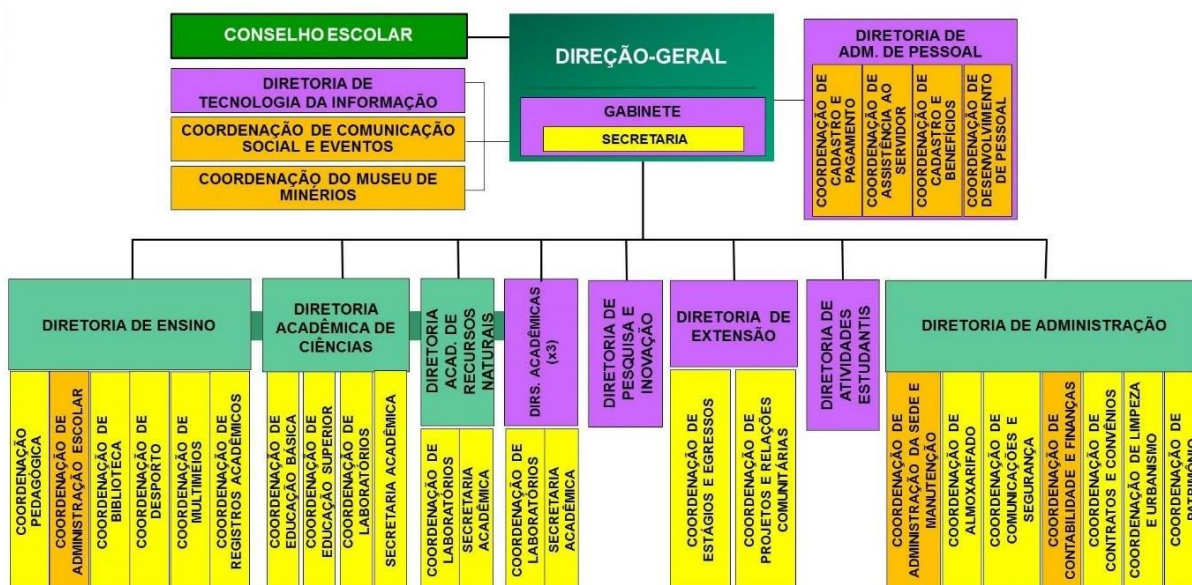 CONSELHO ESCOLAR
DIRETORIA DE
TECNOLOGIA DA INFORMAÇÃO
COORDENAÇÃO DE COMUNICAÇÃO
SOCIAL E EVENTOS
COORDENAÇÃO DO MUSEU DE
MINÉRIOS
DIREÇÃO-GERAL
GABINETE
SECRETARIA
DIRETORIA DE
ADM. DE PESSOAL
COORDENAÇÃO DE
CADASTRO E
PAGAMENTO
COORDENAÇÃO DE
ASSISTÊNCIA AO
SERVIDOR
COORDENAÇÃO DE
CADASTRO E
BENEFÍCIOS
COORDENAÇÃO DE
DESENVOLVIMENTO
DE PESSOAL
DIRETORIA DE ENSINO
COORDENAÇÃO
PEDAGÓGICA
COORDENAÇÃO DE
ADMINISTRAÇÃO ESCOLAR
COORDENAÇÃO DE
BIBLIOTECA
COORDENAÇÃO DE
DESPORTO
COORDENAÇÃO DE
MULTIMEIOS
COORDENAÇÃO DE
REGISTROS ACADÊMICOS
DIRETORIA
ACADÊMICA DE
CIÊNCIAS
COORDENAÇÃO DE
EDUCAÇÃO BÁSICA
COORDENAÇÃO DE
EDUCAÇÃO SUPERIOR
COORDENAÇÃO DE
LABORATÓRIOS
SECRETARIA ACADÊMICA
DIRETORIA
ACAD. DE
RECURSOS
NATURAIS
COORDENAÇÃO DE
LABORATÓRIOS
SECRETARIA
ACADÊMICA
DIRS. ACADÊMICAS
(x3)
COORDENAÇÃO DE
LABORATÓRIOS
SECRETARIA
ACADÊMICA
DIRETORIA DE
PESQUISA E
INOVAÇÃO
DIRETORIA DE
EXTENSÃO
COORDENAÇÃO DE
ESTÁGIOS E EGRESSOS
COORDENAÇÃO DE
PROJETOS E RELAÇÕES
COMUNITÁRIAS
DIRETORIA DE
ATIVIDADES
ESTUDANTIS
DIRETORIA DE ADMINISTRAÇÃO
COORDENAÇÃO DE
ADMINISTRAÇÃO DA SEDE E
MANUTENÇÃO
COORDENAÇÃO DE
ALMOXARIFADO
COORDENAÇÃO DE
COMUNICAÇÕES E
SEGURANÇA
COORDENAÇÃO DE
CONTABILIDADE E FINANÇAS
COORDENAÇÃO DE
CONTRATOS E CONVÊNIOS
COORDENAÇÃO DE LIMPEZA
E URBANISMO
COORDENAÇÃO DE
PATRIMÔNIO